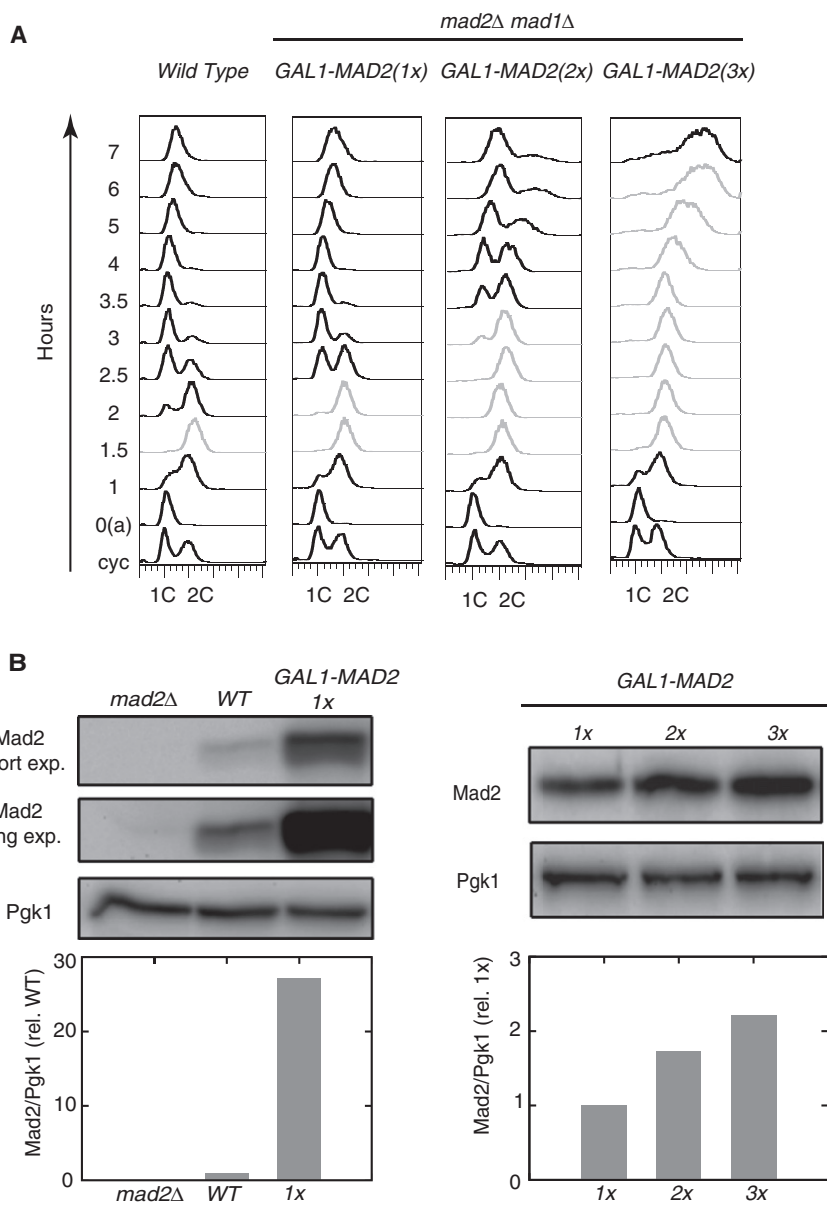 A
mad2Δ mad1Δ
Wild Type GAL1-MAD2(1x) GAL1-MAD2(2x) GAL1-MAD2(3x)
Hours
7
6
5
4
3.5
3
2.5
2
1.5
1
0(a)
cyc
1C 2C 1C 2C 1C 2C 1C 2C
B
mad2Δ WT GAL1-MAD2
1x
Mad2
ort exp.
Mad2
ng exp.
Pgk1
Mad2/Pgk1 (rel. WT)
30
20
10
0
mad2Δ WT 1x
GAL1-MAD2
1x 2x 3x
Mad2
Pgk1
Mad2/Pgk1 (rel. 1x)
3
2
1
0
1x 2x 3x